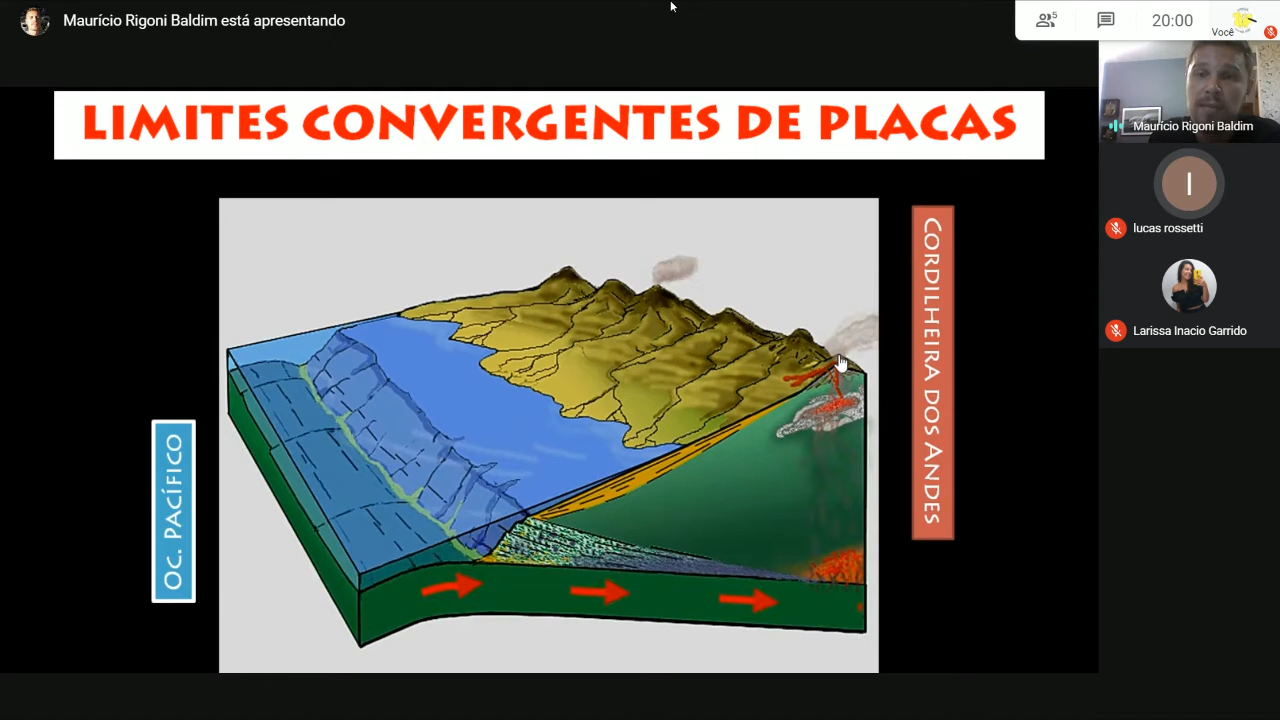 Maurício Rigoni Baldim está apresentando
5
20:00
Você
LIMITES CONVERGENTES DE PLACAS
Maurício Rigoni Baldim
I
lucas rossetti
Larissa Inacio Garrido
CORDILHEIRA DOS ANDES
OC. PACÍFICO